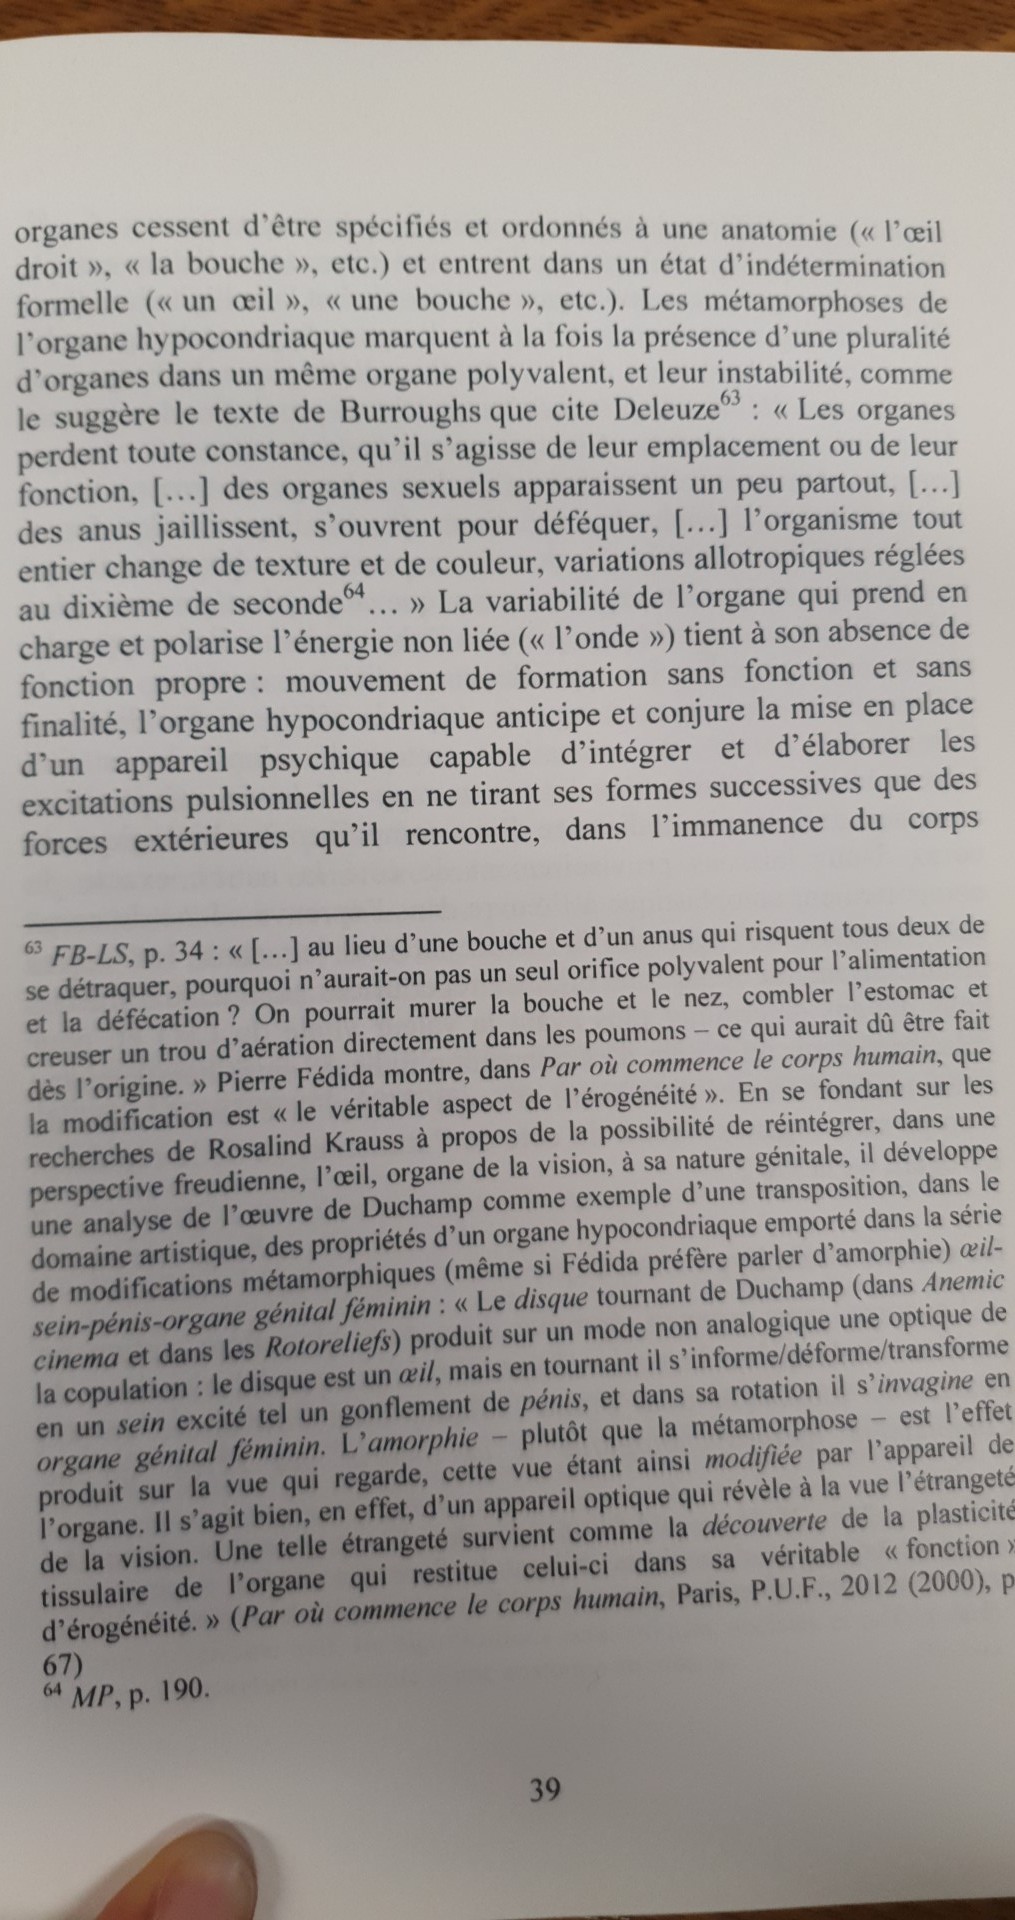 organes cessent d'être spécifiés et ordonnés à une anatomie (« l'œil
droit », « la bouche », etc.) et entrent dans un état d'indétermination
formelle (« un œil », « une bouche », etc.). Les métamorphoses de
l'organe hypocondriaque marquent à la fois la présence d'une pluralité
d'organes dans un même organe polyvalent, et leur instabilité, comme
le suggère le texte de Burroughs que cite Deleuze63 : « Les organes
perdent toute constance, qu'il s'agisse de leur emplacement ou de leur
fonction, [...] des organes sexuels apparaissent un peu partout, [...]
des anus jaillissent, s'ouvrent pour déféquer, [...] l'organisme tout
entier change de texture et de couleur, variations allotropiques réglées
au dixième de seconde64... » La variabilité de l'organe qui prend en
charge et polarise l'énergie non liée (« l'onde ») tient à son absence de
fonction propre : mouvement de formation sans fonction et sans
finalité, l'organe hypocondriaque anticipe et conjure la mise en place
d'un appareil psychique capable d'intégrer et d'élaborer les
excitations pulsionnelles en ne tirant ses formes successives que des
forces extérieures qu'il rencontre, dans l'immanence du corps
63 FB-LS, p. 34 : « [...] au lieu d'une bouche et d'un anus qui risquent tous deux de
se détraquer, pourquoi n'aurait-on pas un seul orifice polyvalent pour l'alimentation
et la défécation ? On pourrait murer la bouche et le nez, combler l'estomac et
creuser un trou d'aération directement dans les poumons – ce qui aurait dû être fait
dès l'origine. » Pierre Fédida montre, dans Par où commence le corps humain, que
la modification est « le véritable aspect de l'érogénéité ». En se fondant sur les
recherches de Rosalind Krauss à propos de la possibilité de réintégrer, dans une
perspective freudienne, l'œil, organe de la vision, à sa nature génitale, il développe
une analyse de l'œuvre de Duchamp comme exemple d'une transposition, dans le
domaine artistique, des propriétés d'un organe hypocondriaque emporté dans la série
de modifications métamorphiques (même si Fédida préfère parler d'amorphie) œil-
sein-pénis-organe génital féminin : « Le disque tournant de Duchamp (dans Anemic
cinema et dans les Rotoreliefs) produit sur un mode non analogique une optique de
la copulation : le disque est un œil, mais en tournant il s'informe/déforme/transforme
en un sein excité tel un gonflement de pénis, et dans sa rotation il s'invagine en
organe génital féminin. L'amorphie – plutôt que la métamorphose – est l'effet
produit sur la vue qui regarde, cette vue étant ainsi modifiée par l'appareil de
l'organe. Il s'agit bien, en effet, d'un appareil optique qui révèle à la vue l'étrangeté
de la vision. Une telle étrangeté survient comme la découverte de la plasticité
tissulaire de l'organe qui restitue celui-ci dans sa véritable « fonction »
d'érogénéité. » (Par où commence le corps humain, Paris, P.U.F., 2012 (2000), p
67)
64 MP, p. 190.
39